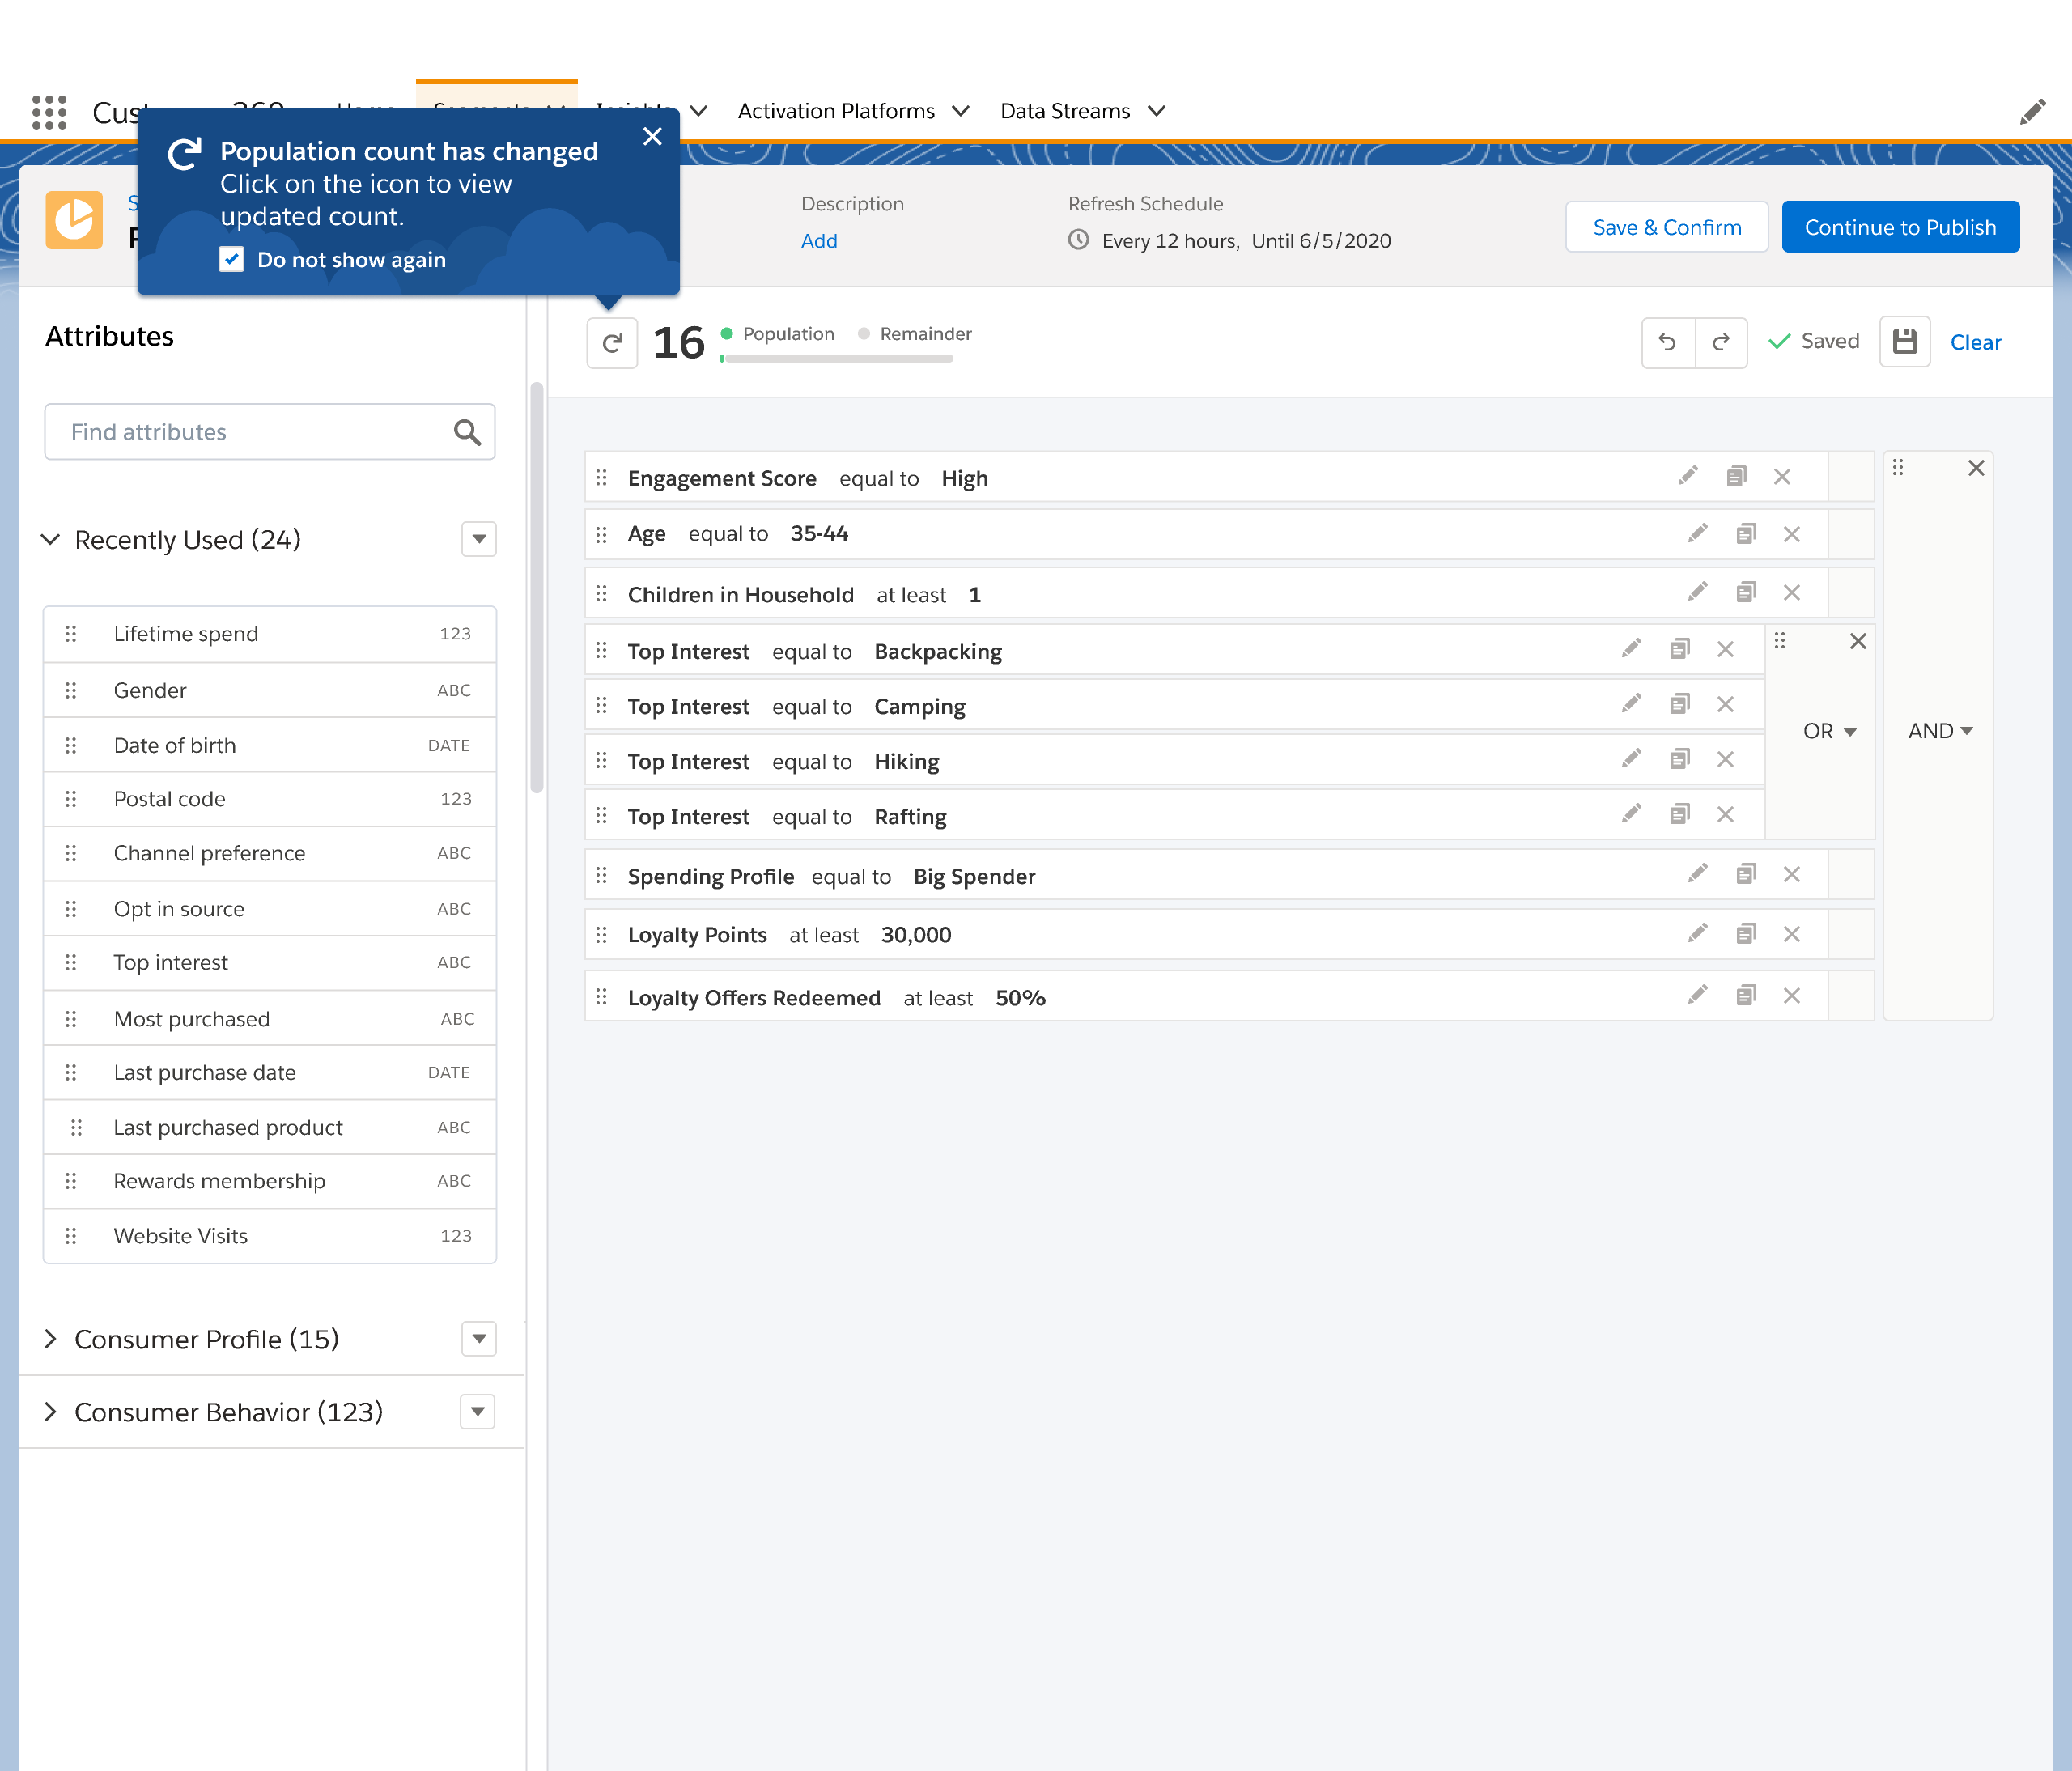 Activation Platforms
Data Streams
Population count has changed
Click on the icon to view
updated count.
Do not show again
Description
Add
Refresh Schedule
Every 12 hours, Until 6/5/2020
Save & Confirm
Continue to Publish
Attributes
Find attributes
Recently Used (24)
Lifetime spend 123
Gender ABC
Date of birth DATE
Postal code 123
Channel preference ABC
Opt in source ABC
Top interest ABC
Most purchased ABC
Last purchase date DATE
Last purchased product ABC
Rewards membership ABC
Website Visits 123
Consumer Profile (15)
Consumer Behavior (123)
16
Population
Remainder
Saved
Clear
Engagement Score equal to High
Age equal to 35-44
Children in Household at least 1
Top Interest equal to Backpacking
Top Interest equal to Camping
Top Interest equal to Hiking
Top Interest equal to Rafting
OR
AND
Spending Profile equal to Big Spender
Loyalty Points at least 30,000
Loyalty Offers Redeemed at least 50%